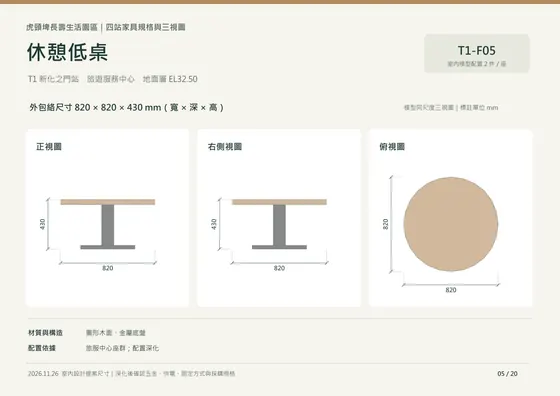 虎頭埤長壽生活園區｜四站家具規格與三視圖
休憩低桌
T1-F05
室內模型配置 2 件 / 座
T1 新化之門站　旅遊服務中心　地面層 EL32.50
外包絡尺寸 820 × 820 × 430 mm ( 寬 × 深 × 高 )
模型同尺度三視圖｜標註單位 mm
正視圖
右側視圖
俯視圖
430
820
430
820
820
820
材質與構造　圓形木面．金屬底盤
配置依據　旅服中心座群；配置深化
2026.11.26 室內設計提案尺寸｜深化後確認五金、供電、固定方式與採購規格
05 / 20